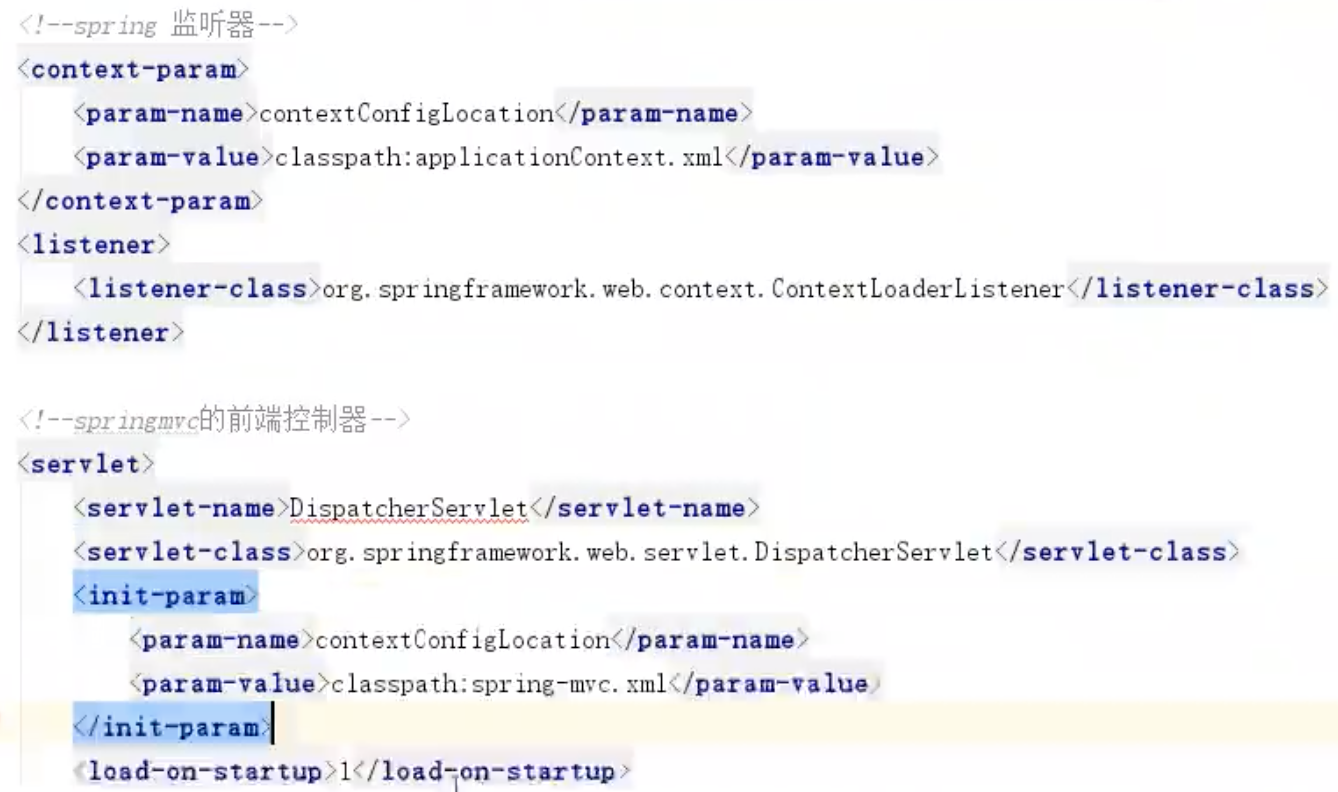 <!--spring 监听器-->
<context-param>
    <param-name>contextConfigLocation</param-name>
    <param-value>classpath:applicationContext.xml</param-value>
</context-param>
<listener>
    <listener-class>org.springframework.web.context.ContextLoaderListener</listener-class>
</listener>
<!--springmvc的前端控制器-->
<servlet>
    <servlet-name>DispatcherServlet</servlet-name>
    <servlet-class>org.springframework.web.servlet.DispatcherServlet</servlet-class>
    <init-param>
        <param-name>contextConfigLocation</param-name>
        <param-value>classpath:spring-mvc.xml</param-value>
    </init-param>
    <load-on-startup>1</load-on-startup>